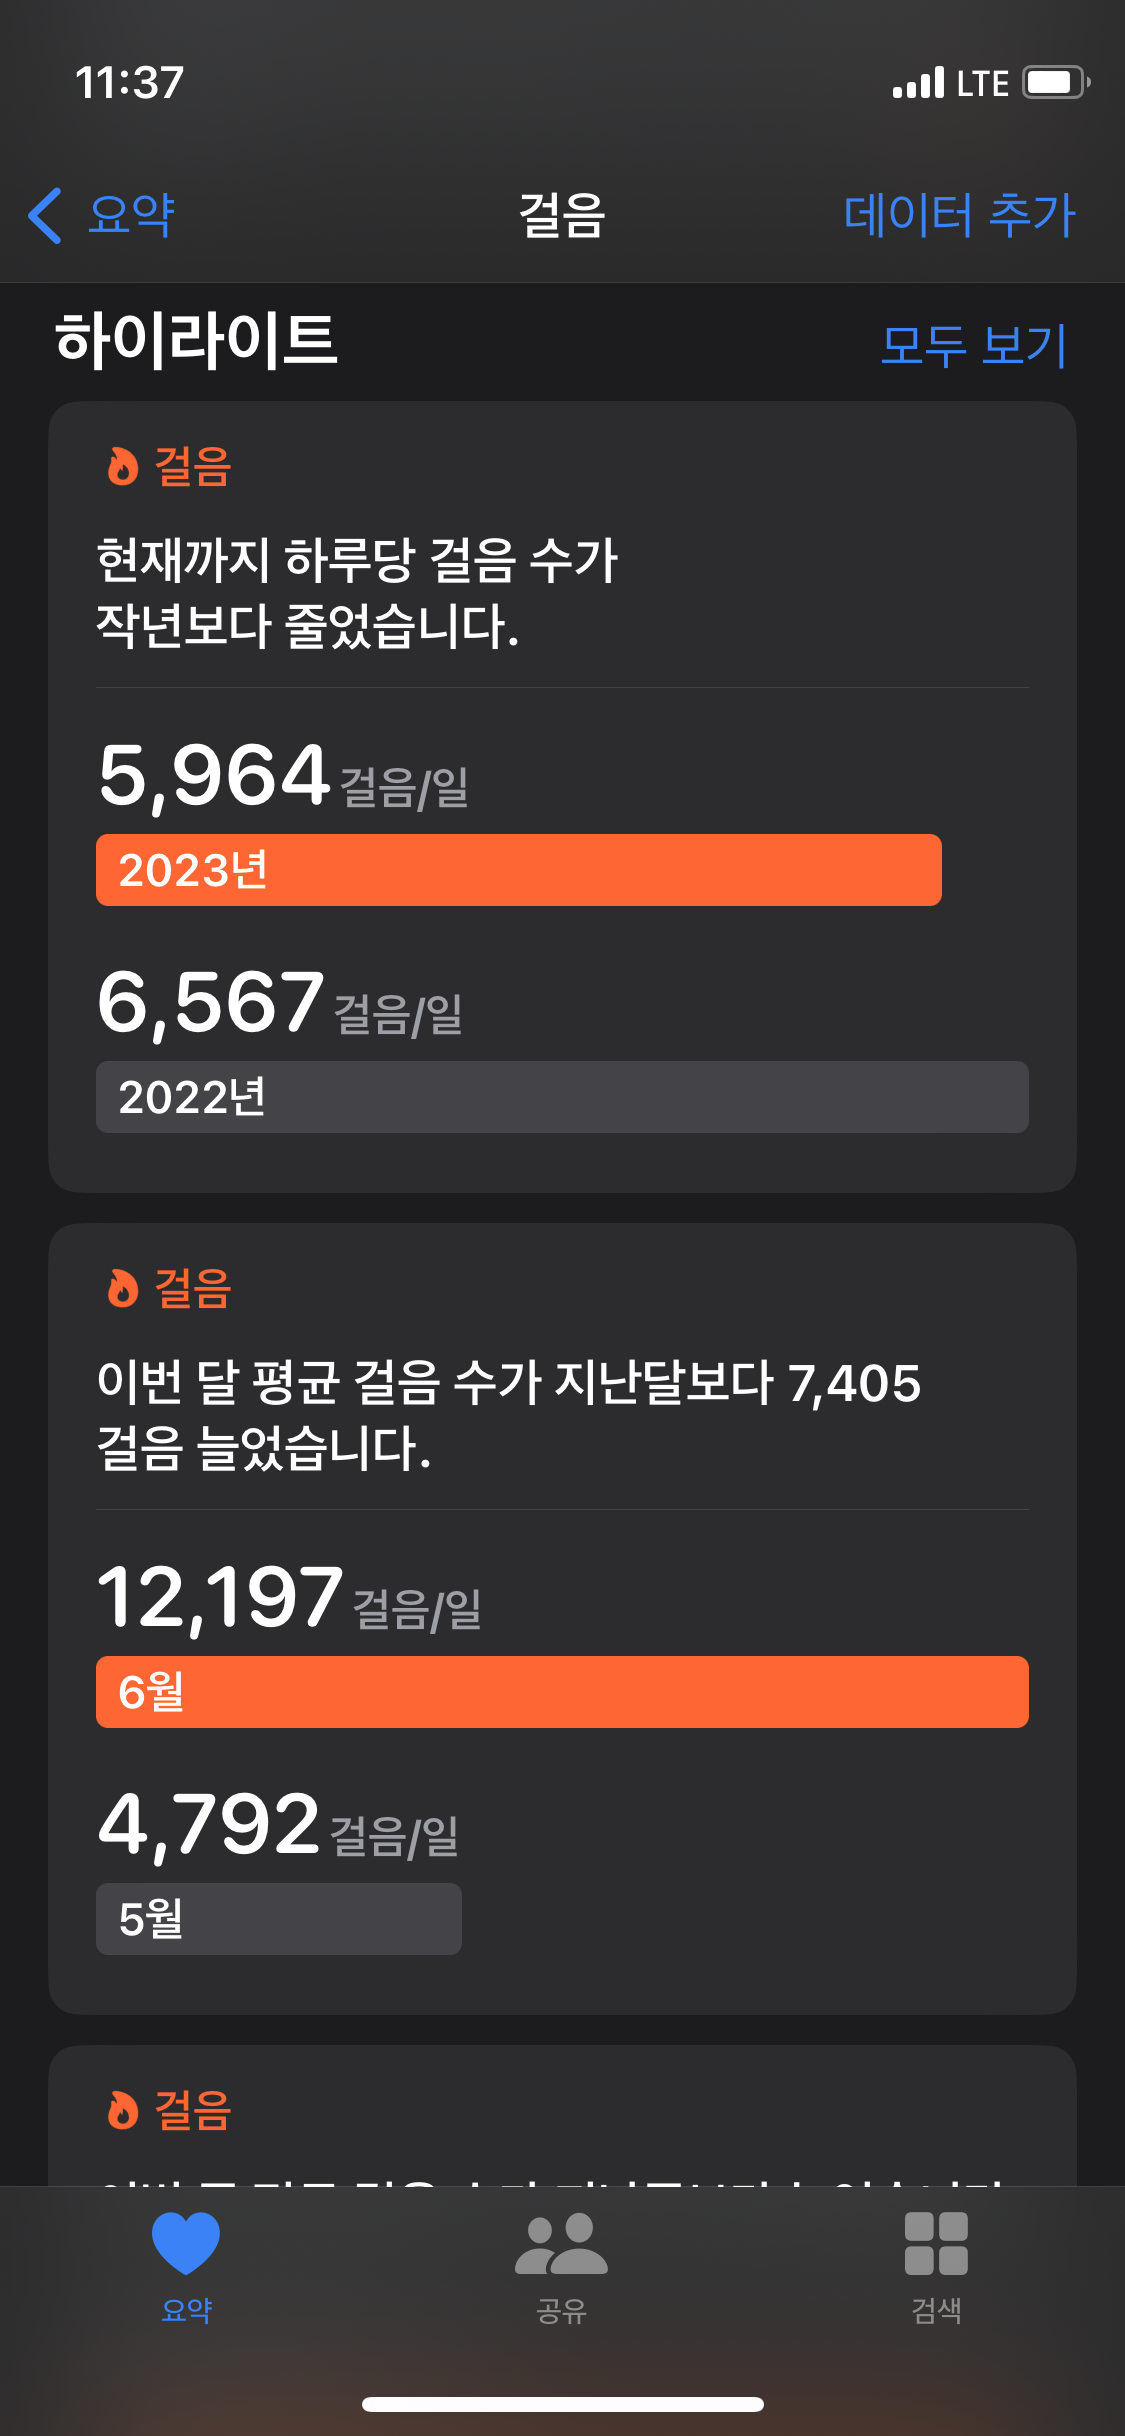 11:37
LTE
요약
걸음
데이터 추가
하이라이트
모두 보기
걸음
현재까지 하루당 걸음 수가
작년보다 줄었습니다.
5,964 걸음/일
2023년
6,567 걸음/일
2022년
걸음
이번 달 평균 걸음 수가 지난달보다 7,405
걸음 늘었습니다.
12,197 걸음/일
6월
4,792 걸음/일
5월
걸음
요약
공유
검색